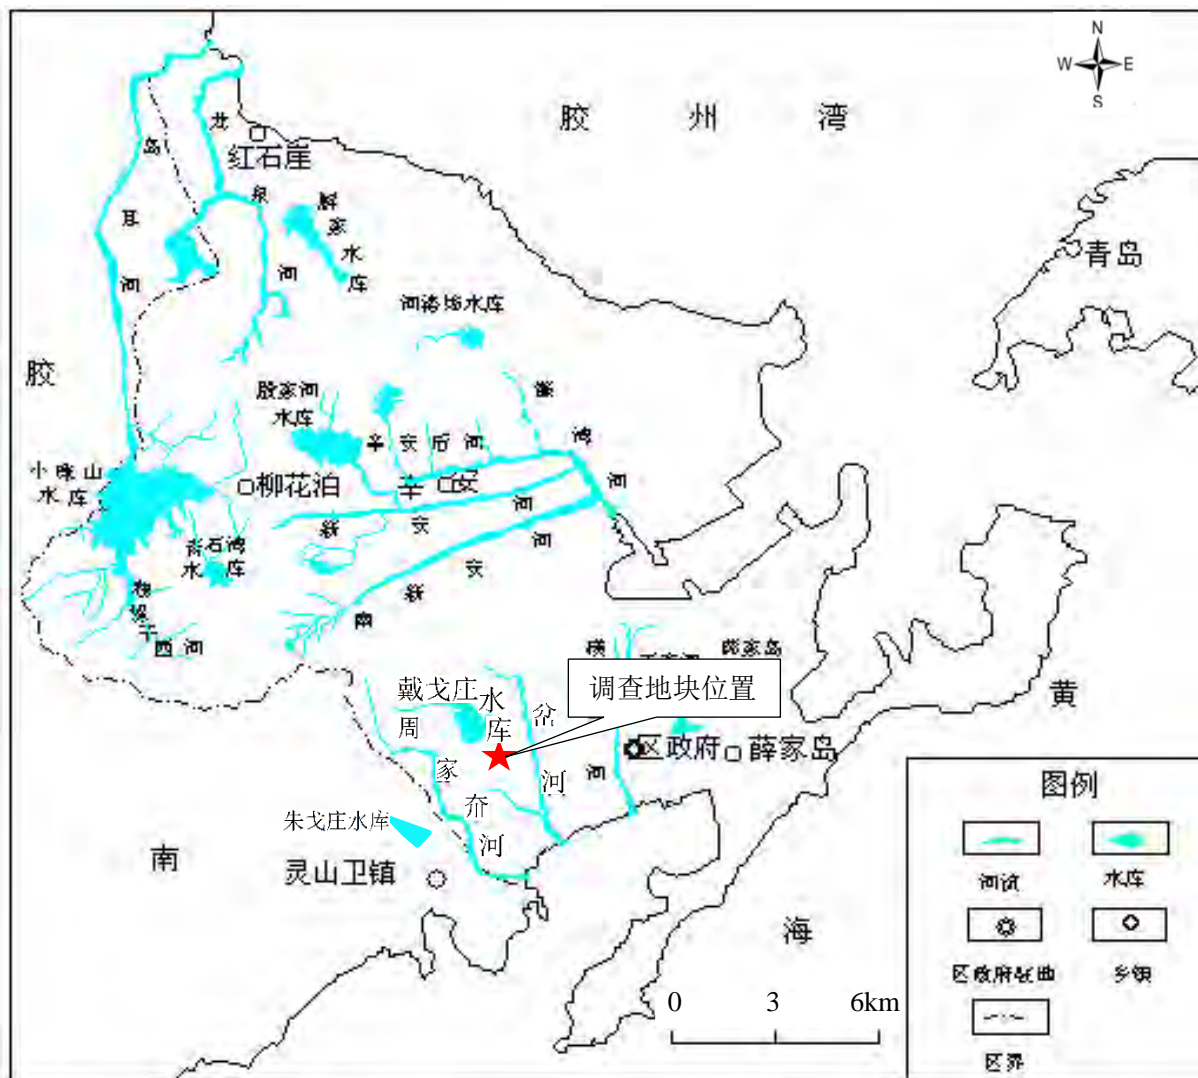 N
W E
S
胶 州 湾
龙
岛
红石崖
泉
耳
河
河
殷家水库
青岛
河洛埠水库
胶
殷家河
水库
辛安后河
镰
湾
河
小珠山
水库
柳花泊
辛安
新安河
南新安河
水库
西河
横
河
薛家岛
调查地块位置
戴戈庄
水库
岔
河
周
家
夼
河
黄
区政府
薛家岛
朱戈庄水库
南
灵山卫镇
海
图例
河流
水库
区政府驻地
乡镇
区界
0 3 6km